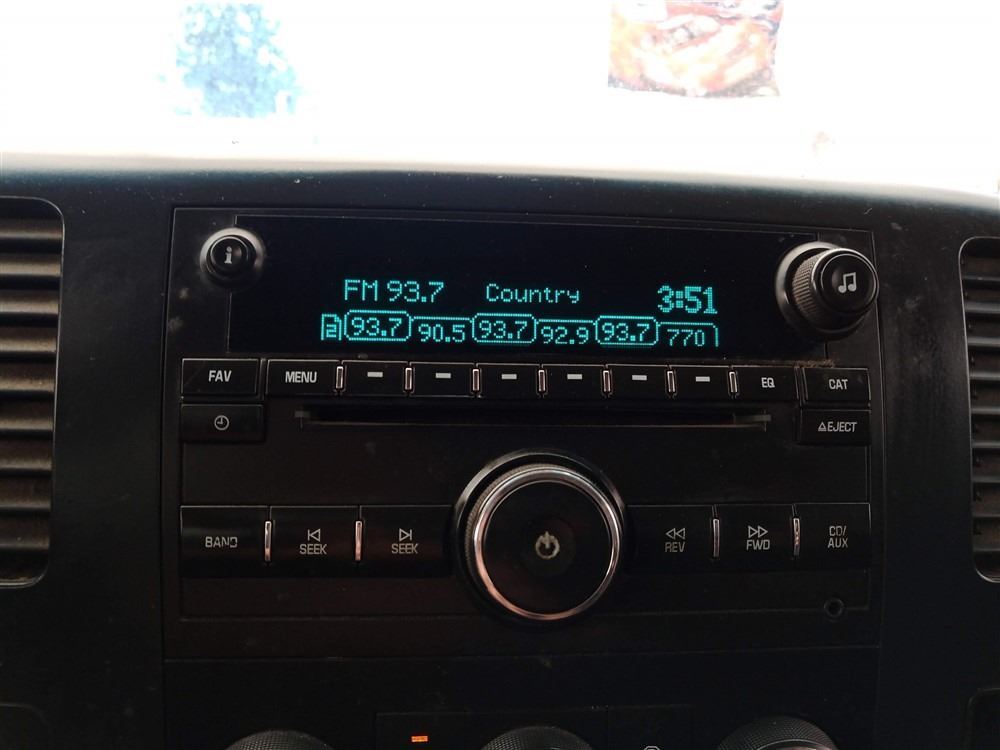 i
FM 93.7 Country 3:51
2 93.7 90.5 93.7 92.9 93.7 770
FAV MENU EQ CAT
EJECT
BAND SEEK SEEK REV FWD CD/
AUX